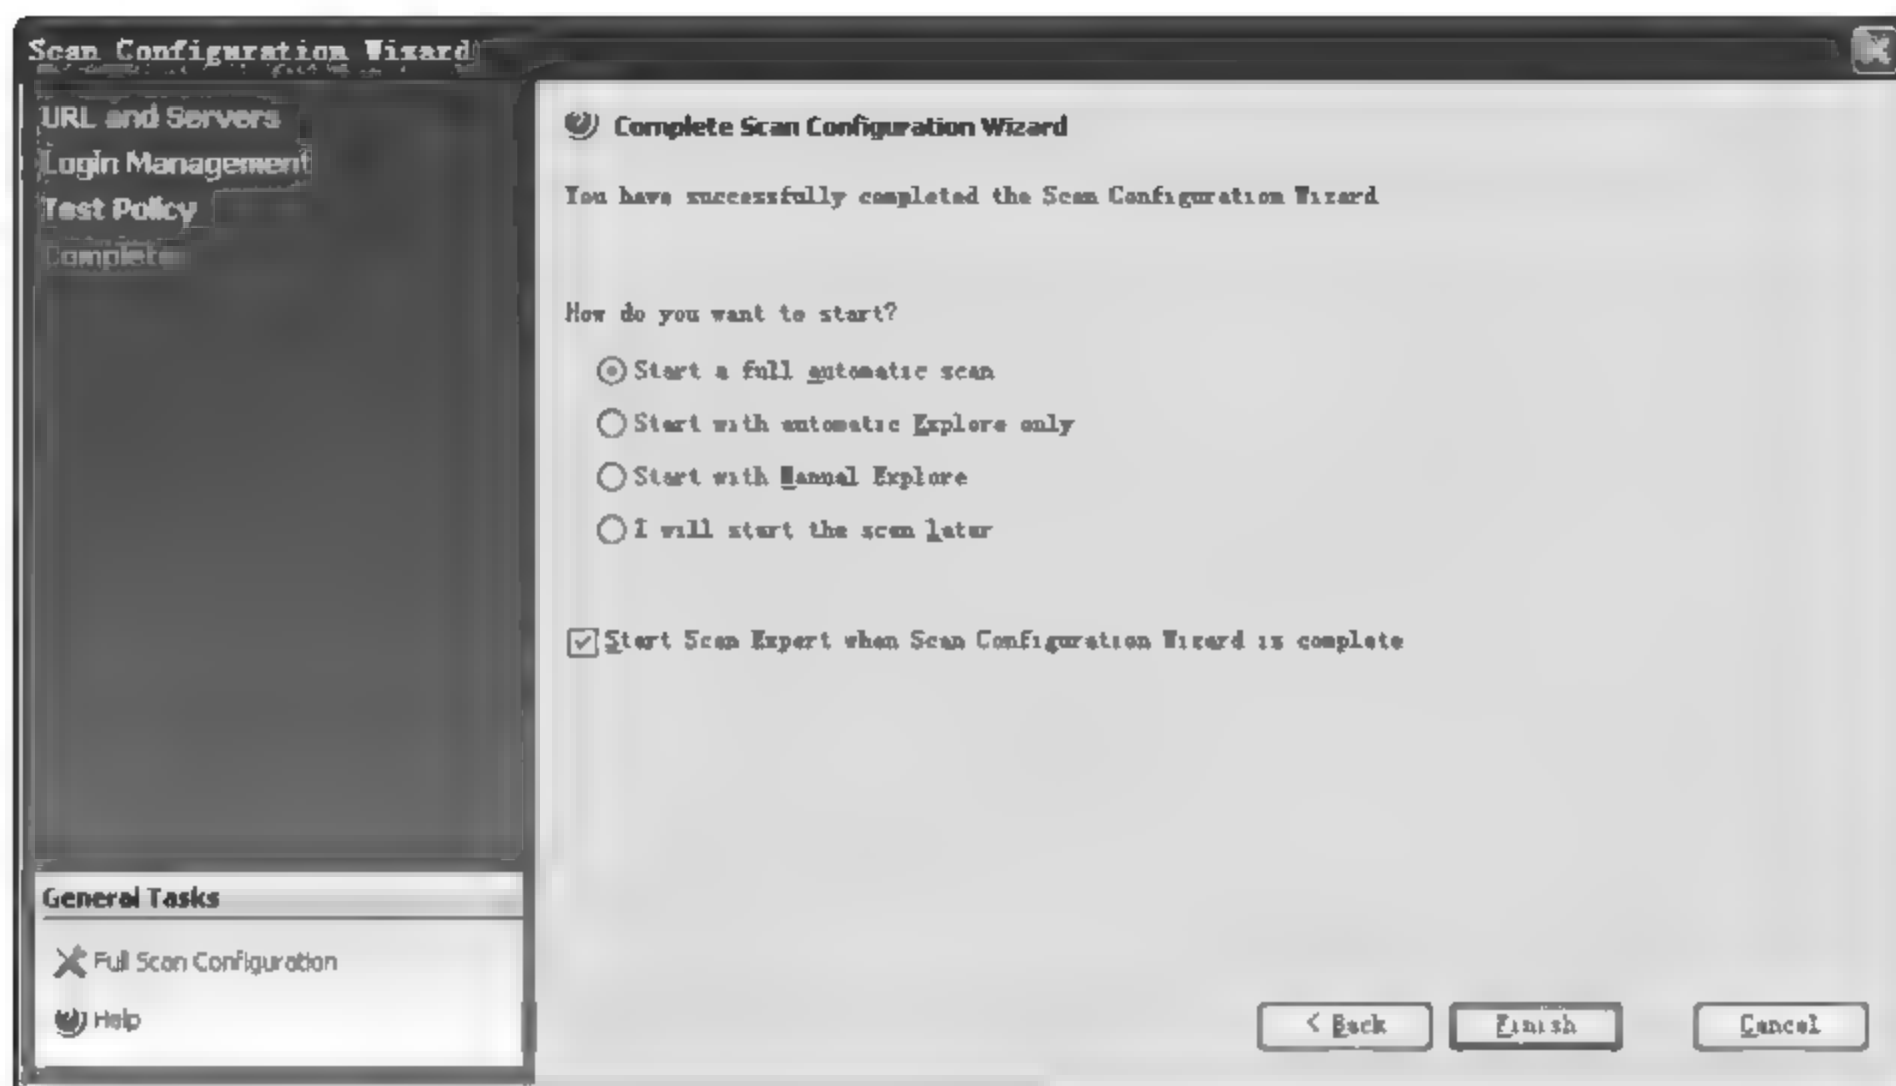 Scan Configuration Wizard
URL and Servers
Login Management
Test Policy
Complete
Complete Scan Configuration Wizard
You have successfully completed the Scan Configuration Wizard
How do you want to start?
Start a full automatic scan
Start with automatic Explore only
Start with Manual Explore
I will start the scan later
Start Scan Expert when Scan Configuration Wizard is complete
General Tasks
Full Scan Configuration
Help
< Back
Finish
Cancel